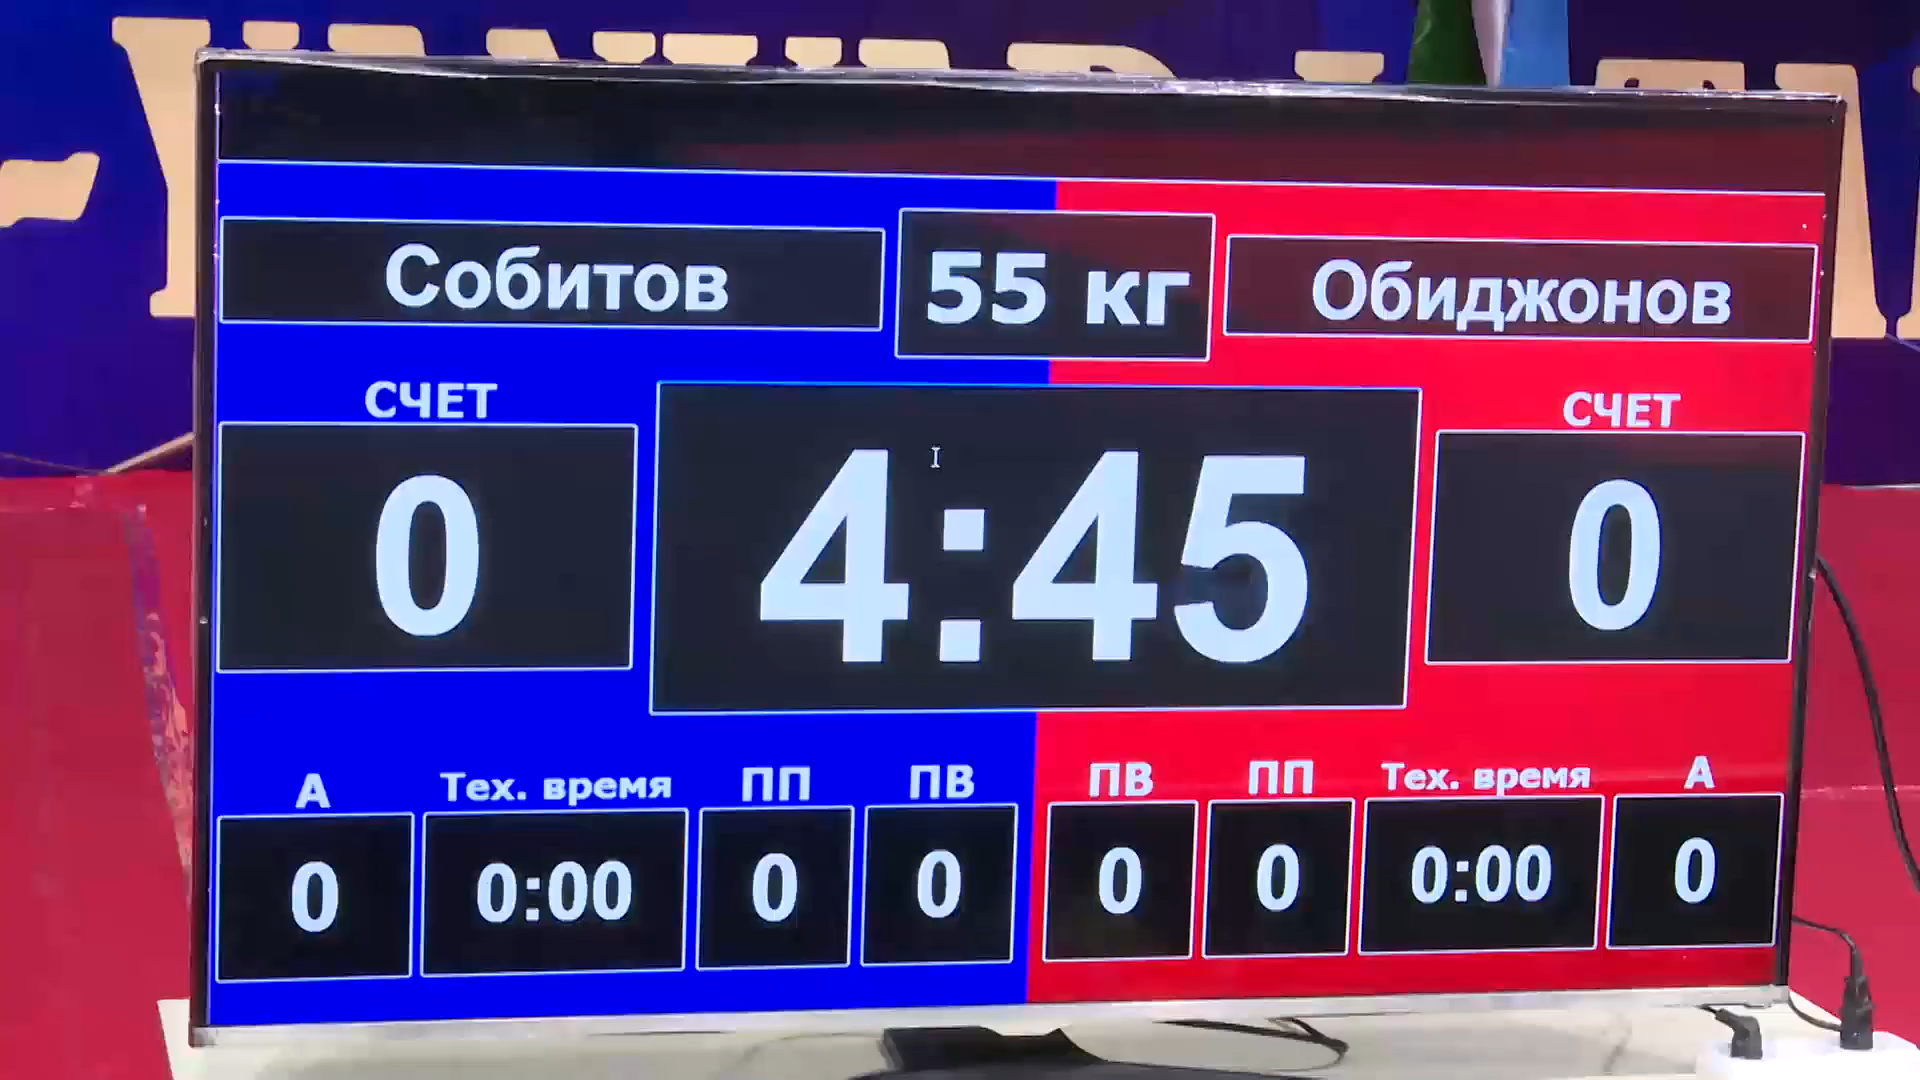 Собитов 55 кг Обиджонов
СЧЕТ СЧЕТ
0 4:45 0
А Тех. время ПП ПВ ПВ ПП Тех. время А
0 0:00 0 0 0 0 0:00 0